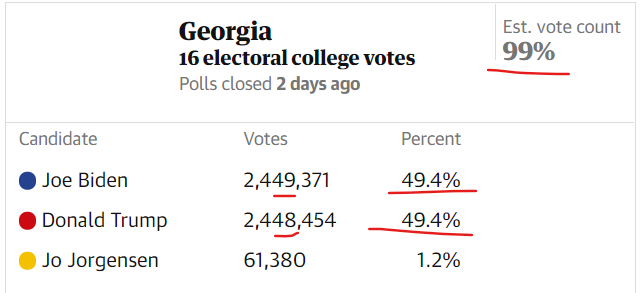 Georgia
16 electoral college votes
Polls closed 2 days ago
Est. vote count
99%
Candidate Votes Percent
Joe Biden 2,449,371 49.4%
Donald Trump 2,448,454 49.4%
Jo Jorgensen 61,380 1.2%